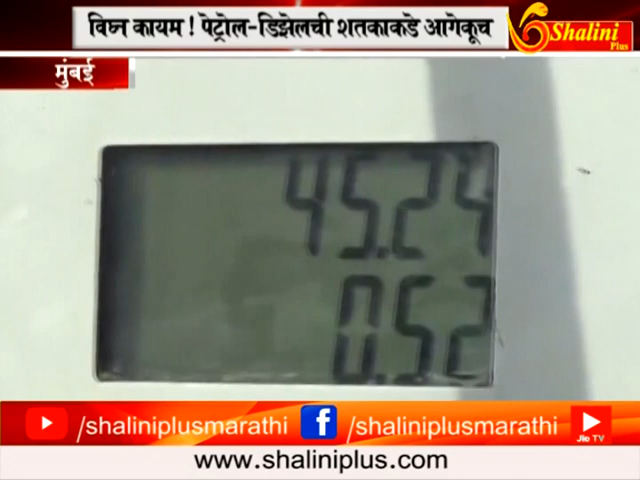 विघ्न कायम ! पेट्रोल-डिझेलची शतकाकडे आगेकूच
Shalini
Plus
मुंबई
45.24
0.52
/shaliniplusmarathi
/shaliniplusmarathi
Jio TV
www.shaliniplus.com